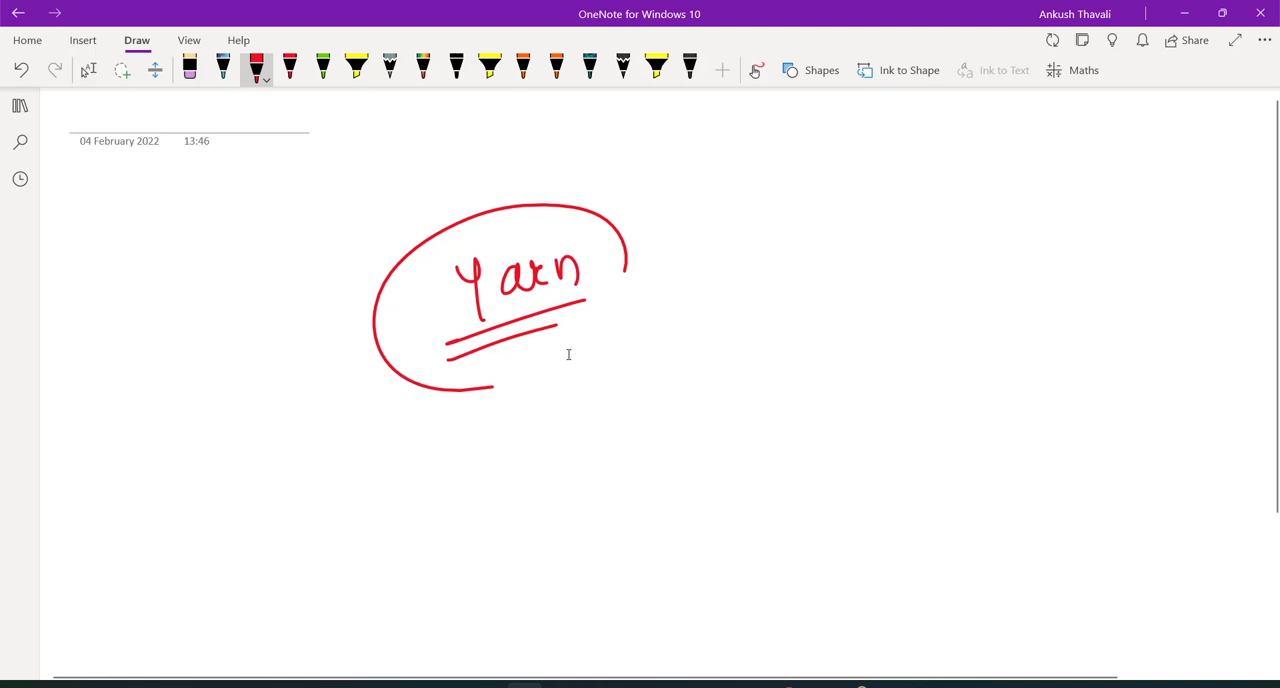 OneNote for Windows 10
Ankush Thavali
Home Insert Draw View Help
Share
Shapes Ink to Shape Ink to Text Maths
04 February 2022 13:46
Yarn